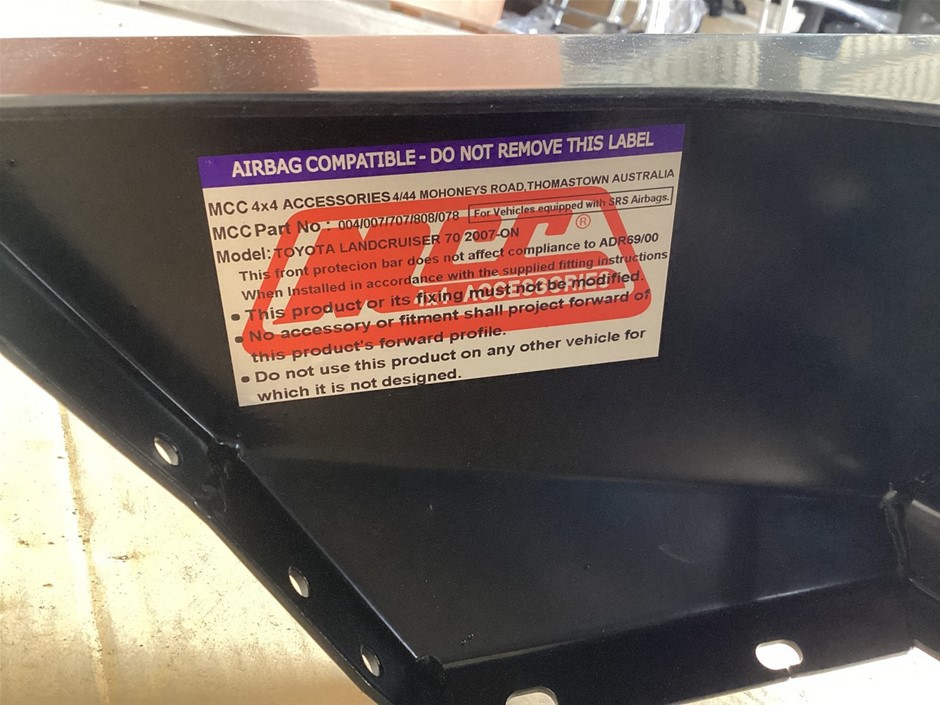 AIRBAG COMPATIBLE - DO NOT REMOVE THIS LABEL
MCC 4x4 ACCESSORIES 4/44 MOHONEYS ROAD, THOMASTOWN AUSTRALIA
MCC Part No : 004/007/707/808/078 For Vehicles equipped with SRS Airbags.
Model: TOYOTA LANDCRUISER 70 2007-ON
This front protecion bar does not affect compliance to ADR69/00
When Installed in accordance with the supplied fitting instructions
• This product or its fixing must not be modified.
• No accessory or fitment shall project forward of
this product's forward profile.
• Do not use this product on any other vehicle for
which it is not designed.
MCC ®
4x4 ACCESSORIES